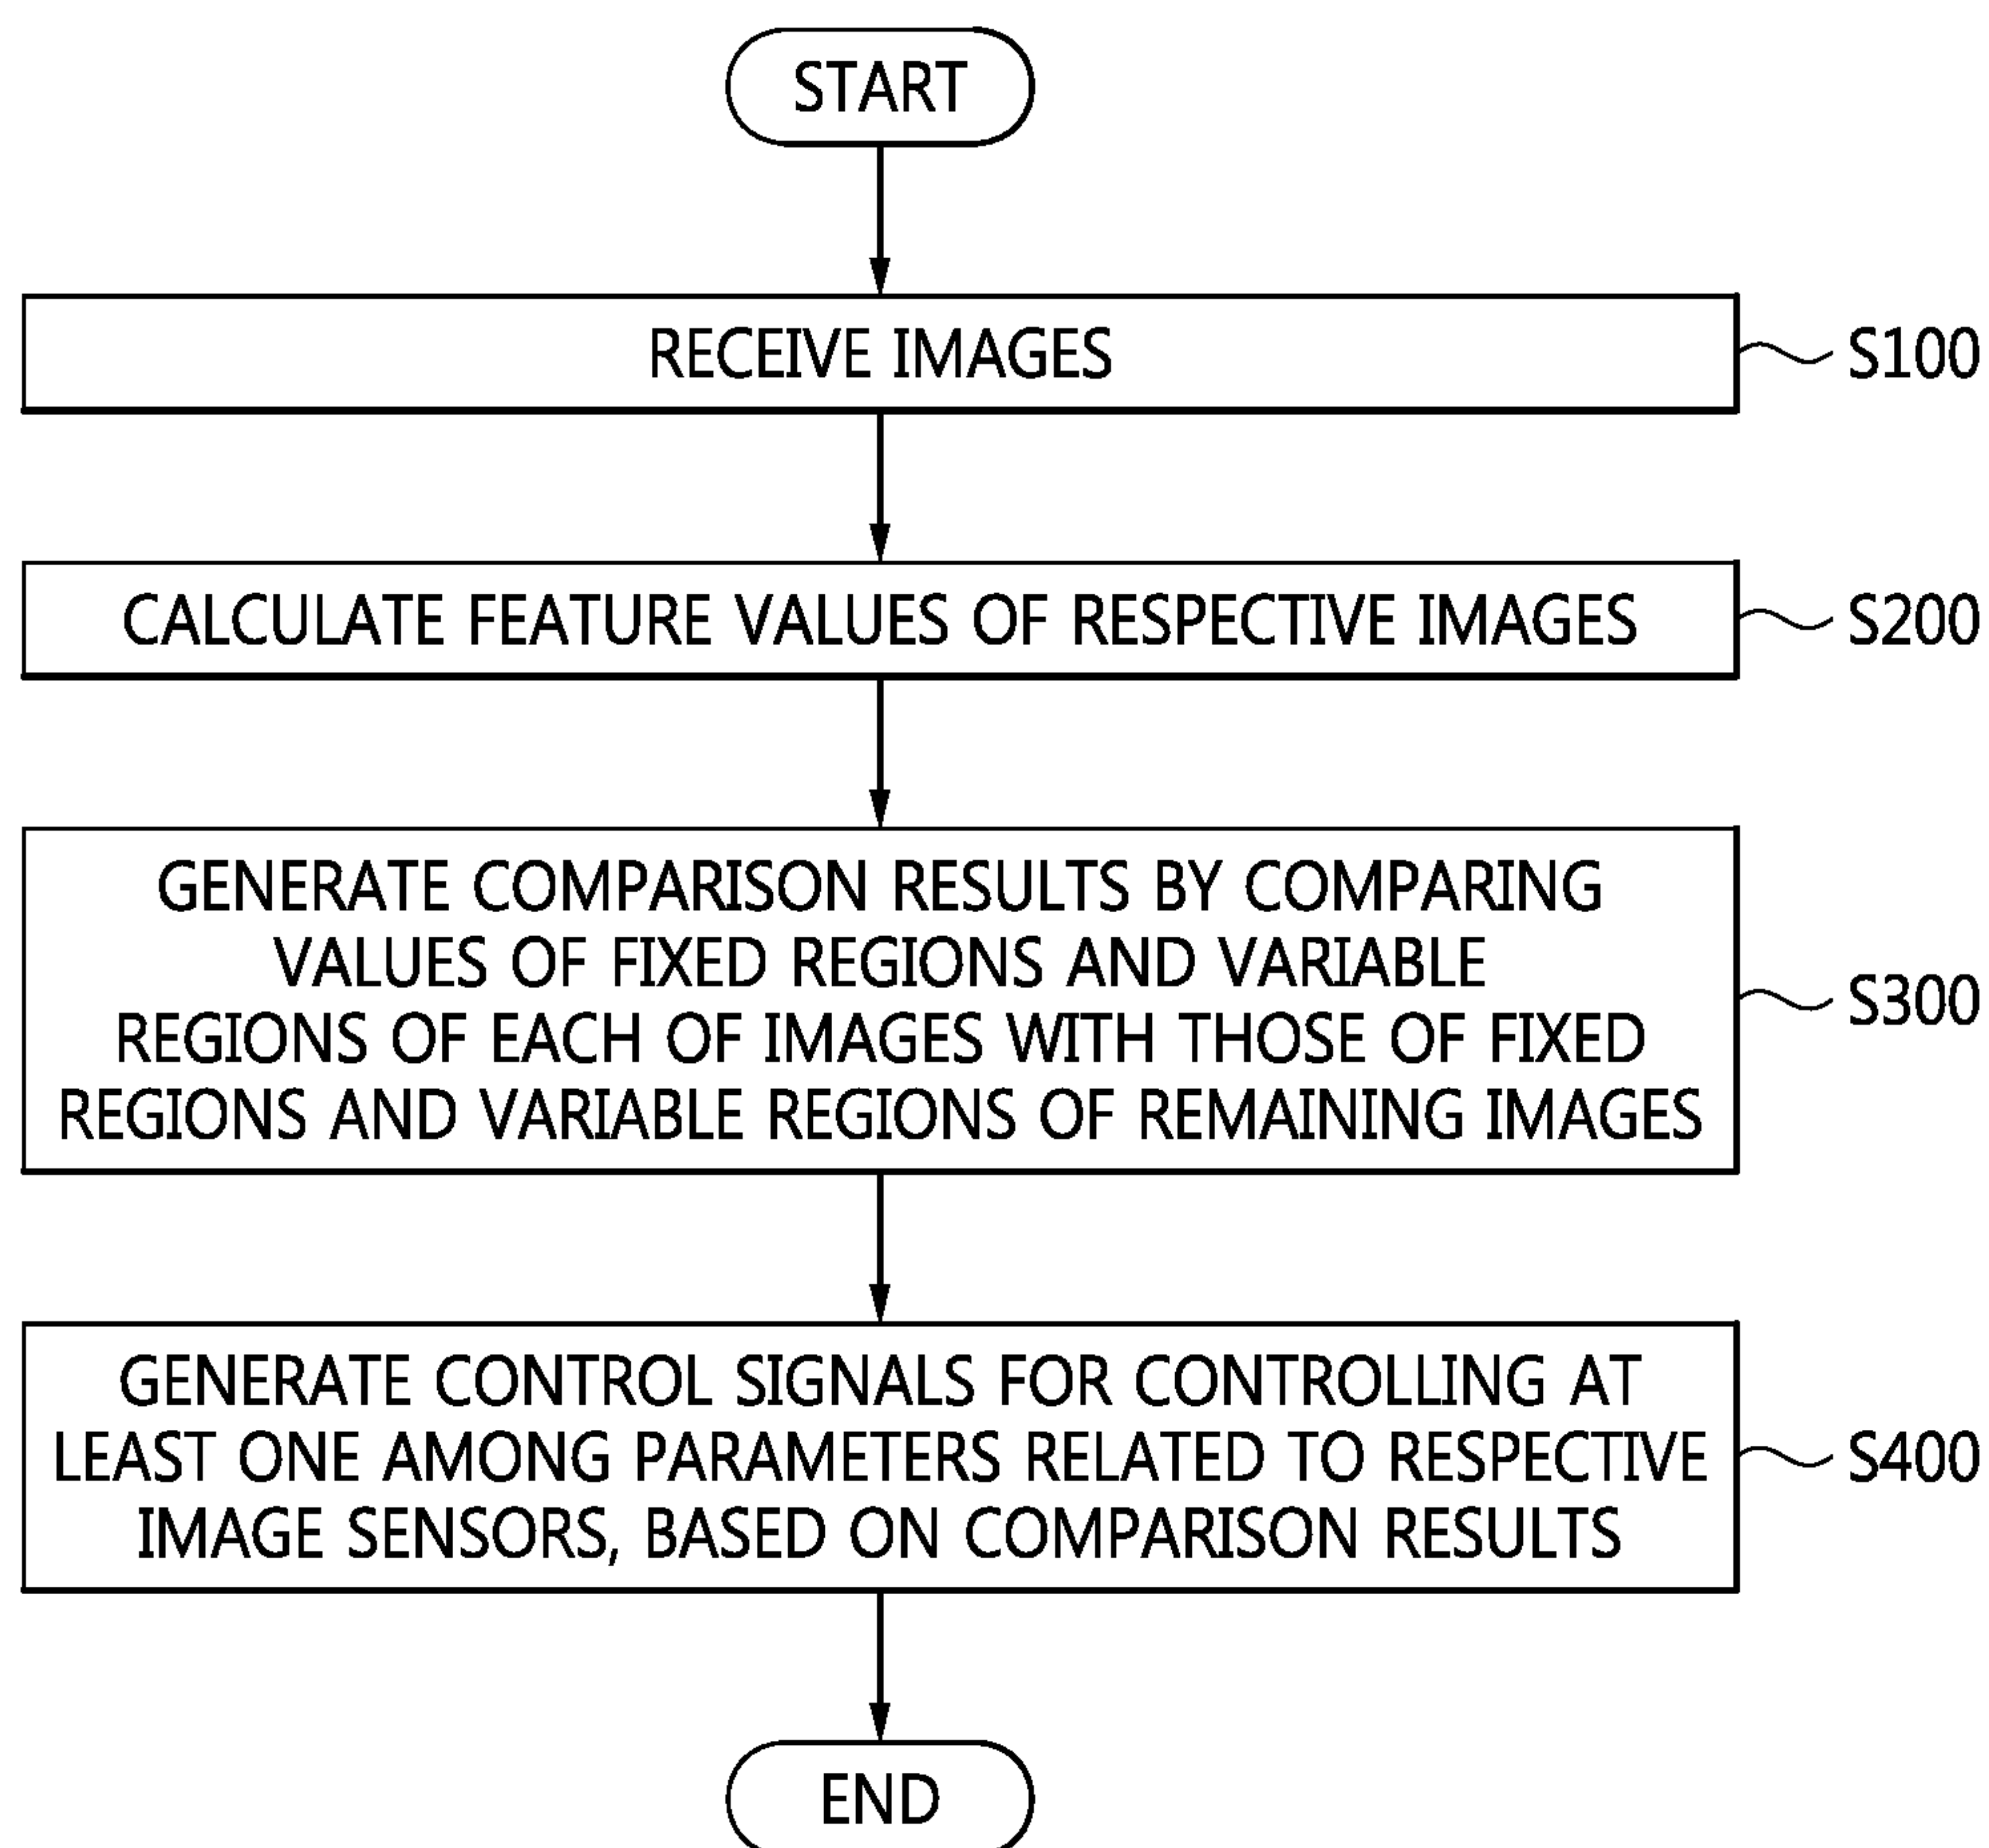 START
RECEIVE IMAGES
S100
CALCULATE FEATURE VALUES OF RESPECTIVE IMAGES
S200
GENERATE COMPARISON RESULTS BY COMPARING
VALUES OF FIXED REGIONS AND VARIABLE
REGIONS OF EACH OF IMAGES WITH THOSE OF FIXED
REGIONS AND VARIABLE REGIONS OF REMAINING IMAGES
S300
GENERATE CONTROL SIGNALS FOR CONTROLLING AT
LEAST ONE AMONG PARAMETERS RELATED TO RESPECTIVE
IMAGE SENSORS, BASED ON COMPARISON RESULTS
S400
END